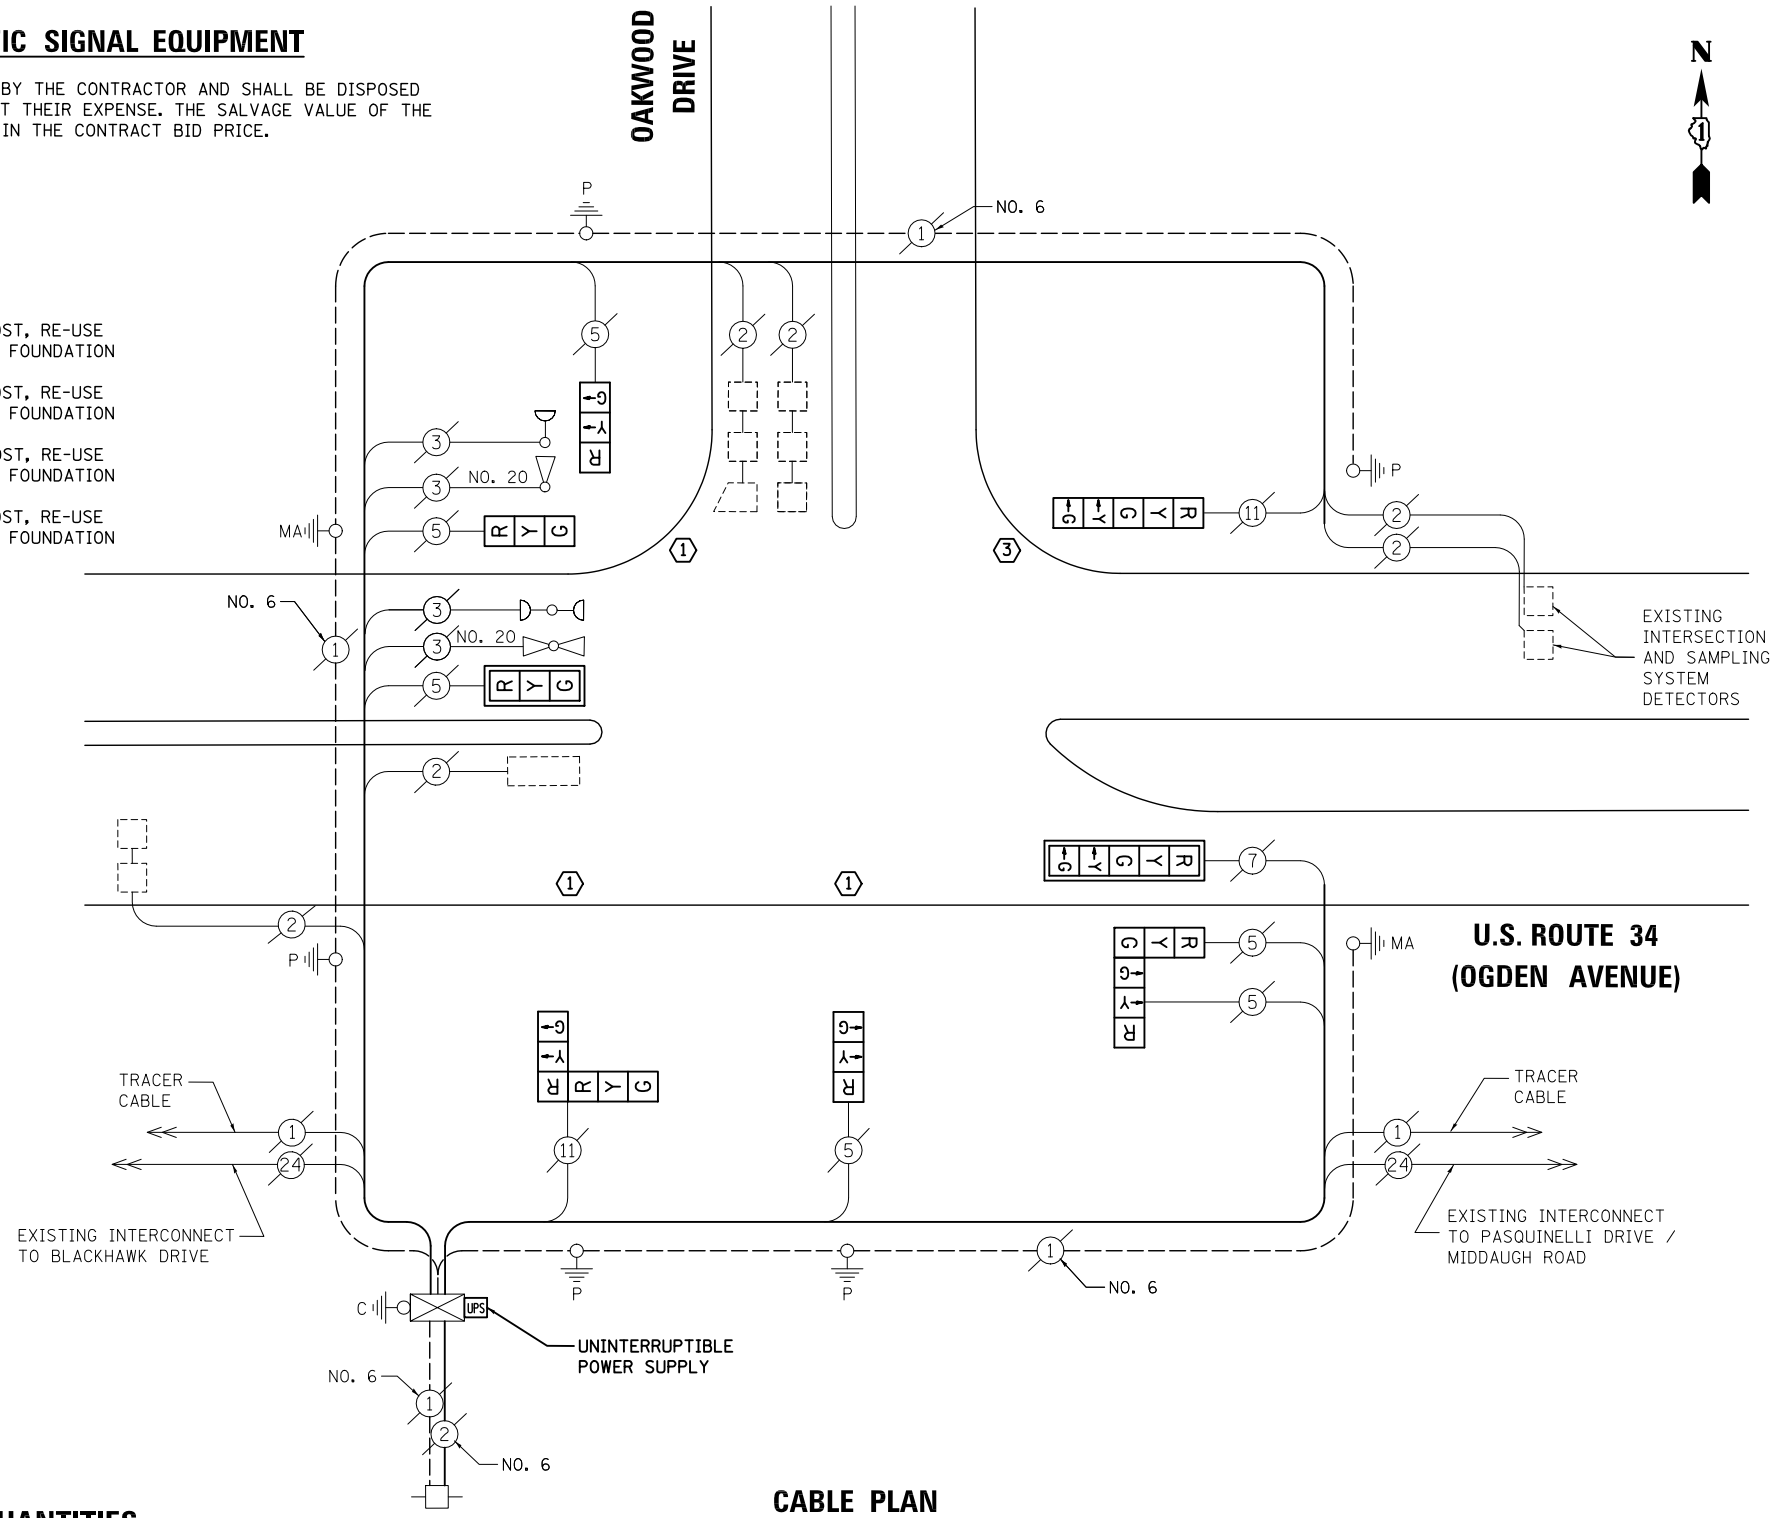 IC SIGNAL EQUIPMENT
BY THE CONTRACTOR AND SHALL BE DISPOSED
T THEIR EXPENSE. THE SALVAGE VALUE OF THE
IN THE CONTRACT BID PRICE.
OAKWOOD
DRIVE
N
1
P
1
NO. 6
OST, RE-USE
FOUNDATION
OST, RE-USE
FOUNDATION
OST, RE-USE
FOUNDATION
OST, RE-USE
FOUNDATION
5
2
2
G
Y
R
3
3
NO. 20
P
MA
5
R Y G
G Y G Y R
11
2
2
1
3
NO. 6
1
3
3
NO. 20
5
R Y G
EXISTING
INTERSECTION
AND SAMPLING
SYSTEM
DETECTORS
2
G Y G Y R
7
1
1
2
P
G Y R
5
G
Y
R
5
MA
U.S. ROUTE 34
(OGDEN AVENUE)
G
Y
R R Y G
G
Y
R
TRACER
CABLE
1
24
11
5
TRACER
CABLE
1
24
EXISTING INTERCONNECT
TO BLACKHAWK DRIVE
EXISTING INTERCONNECT
TO PASQUINELLI DRIVE /
MIDDAUGH ROAD
P
P
1
NO. 6
C
UPS
UNINTERRUPTIBLE
POWER SUPPLY
NO. 6
1
2
NO. 6
CABLE PLAN